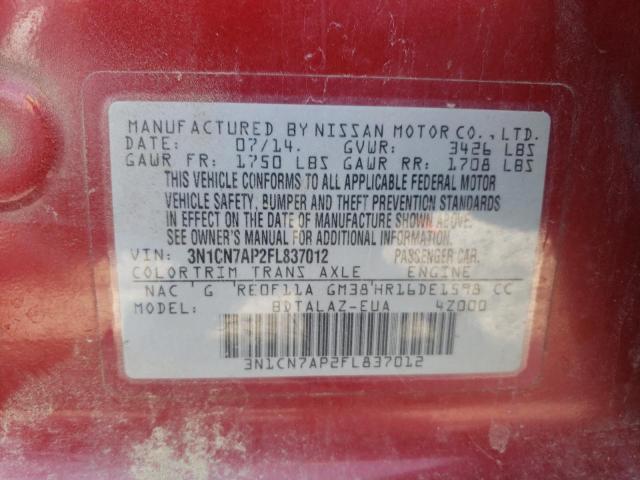 MANUFACTURED BY NISSAN MOTOR CO., LTD.
DATE: 07/14. GVWR: 3426 LBS
GAWR FR: 1750 LBS GAWR RR: 1708 LBS
THIS VEHICLE CONFORMS TO ALL APPLICABLE FEDERAL MOTOR
VEHICLE SAFETY, BUMPER AND THEFT PREVENTION STANDARDS
IN EFFECT ON THE DATE OF MANUFACTURE SHOWN ABOVE.
SEE OWNER'S MANUAL FOR ADDITIONAL INFORMATION.
VIN: 3N1CN7AP2FL837012 PASSENGER CAR.
COLOR TRIM TRANS AXLE ENGINE
NAC 'G 'RE0F11A GM38'HR16DE1598 CC
MODEL: BDTALAZ-EUA 4Z000
3N1CN7AP2FL837012